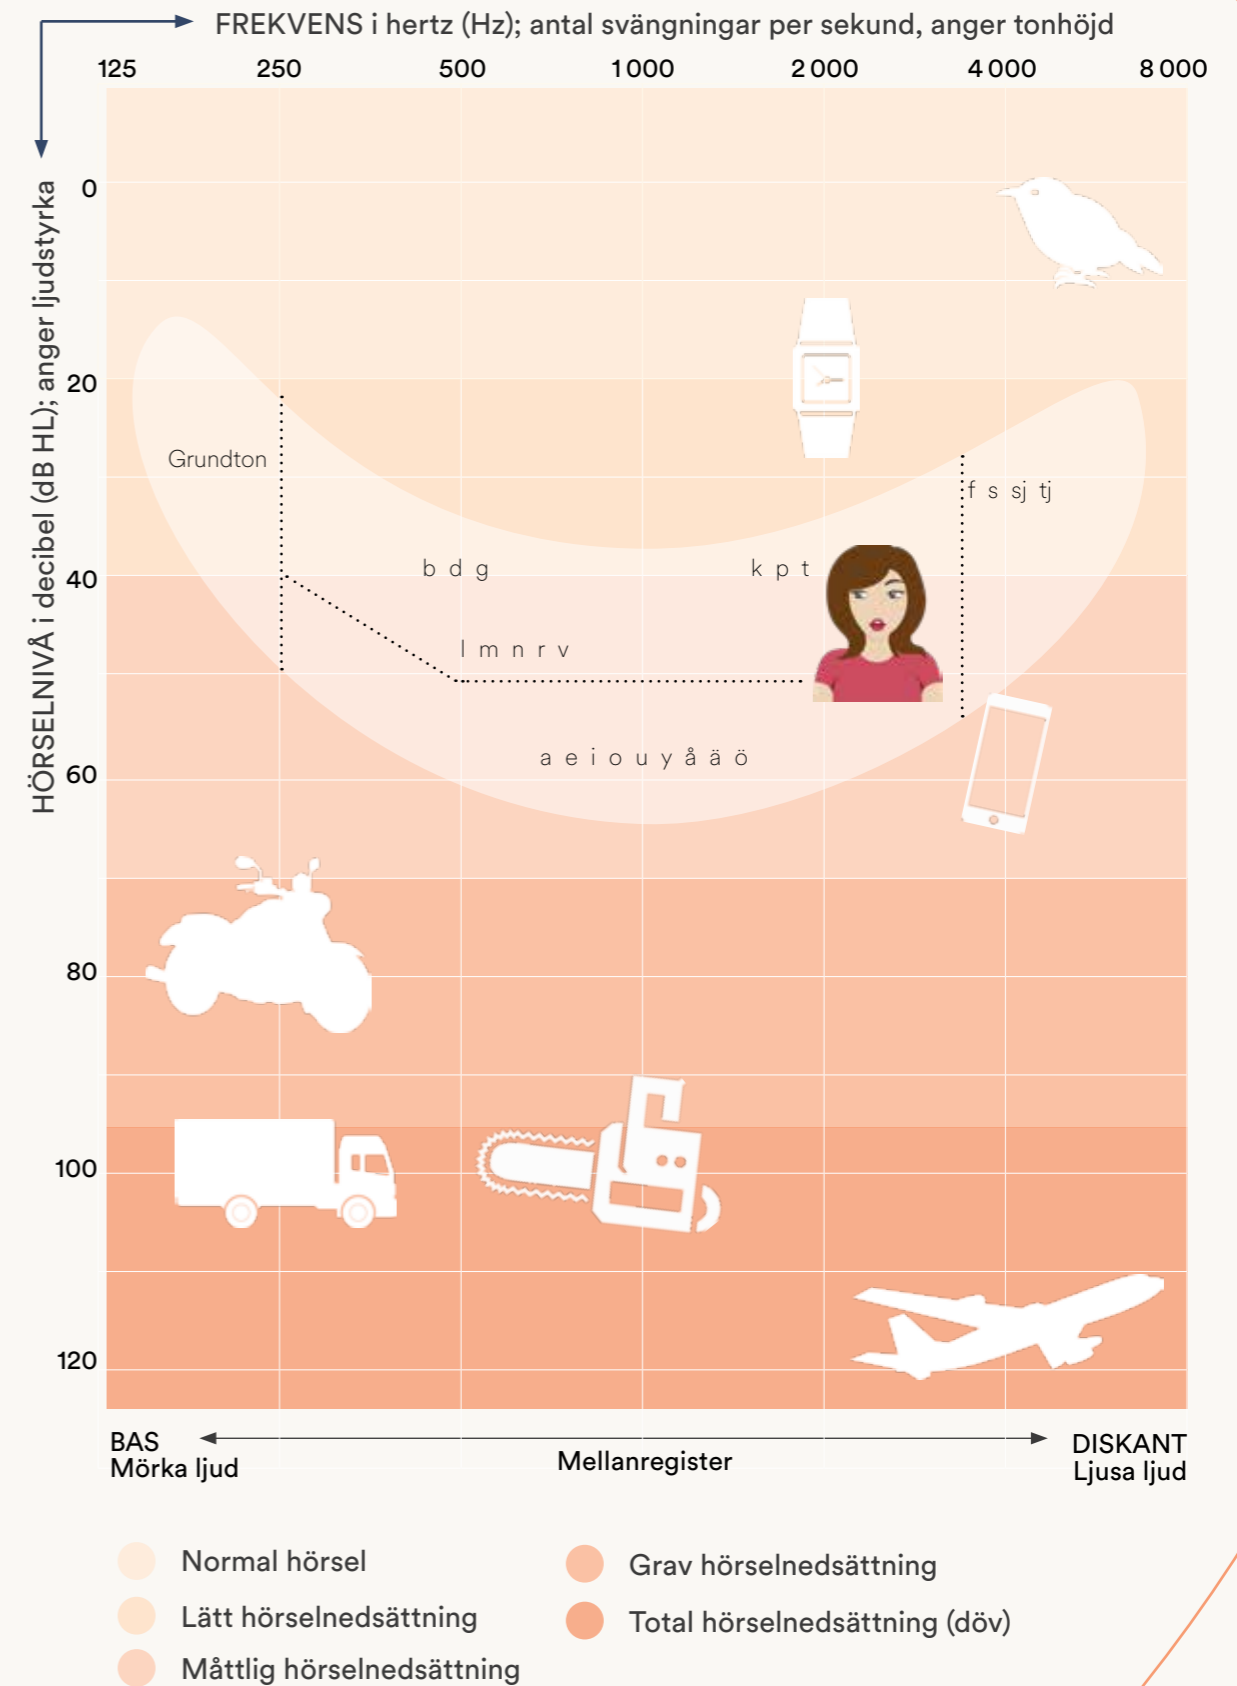 FREKVENS i hertz (Hz); antal svängningar per sekund, anger tonhöjd
125 250 500 1 000 2 000 4 000 8 000
HÖRSELNIVÅ i decibel (dB HL); anger ljudstyrka
0
20
Grundton
f s sj tj
b d g
k p t
40
l m n r v
a e i o u y å ä ö
60
80
100
120
BAS
Mörka ljud
Mellanregister
DISKANT
Ljusa ljud
Normal hörsel
Lätt hörselnedsättning
Måttlig hörselnedsättning
Grav hörselnedsättning
Total hörselnedsättning (döv)